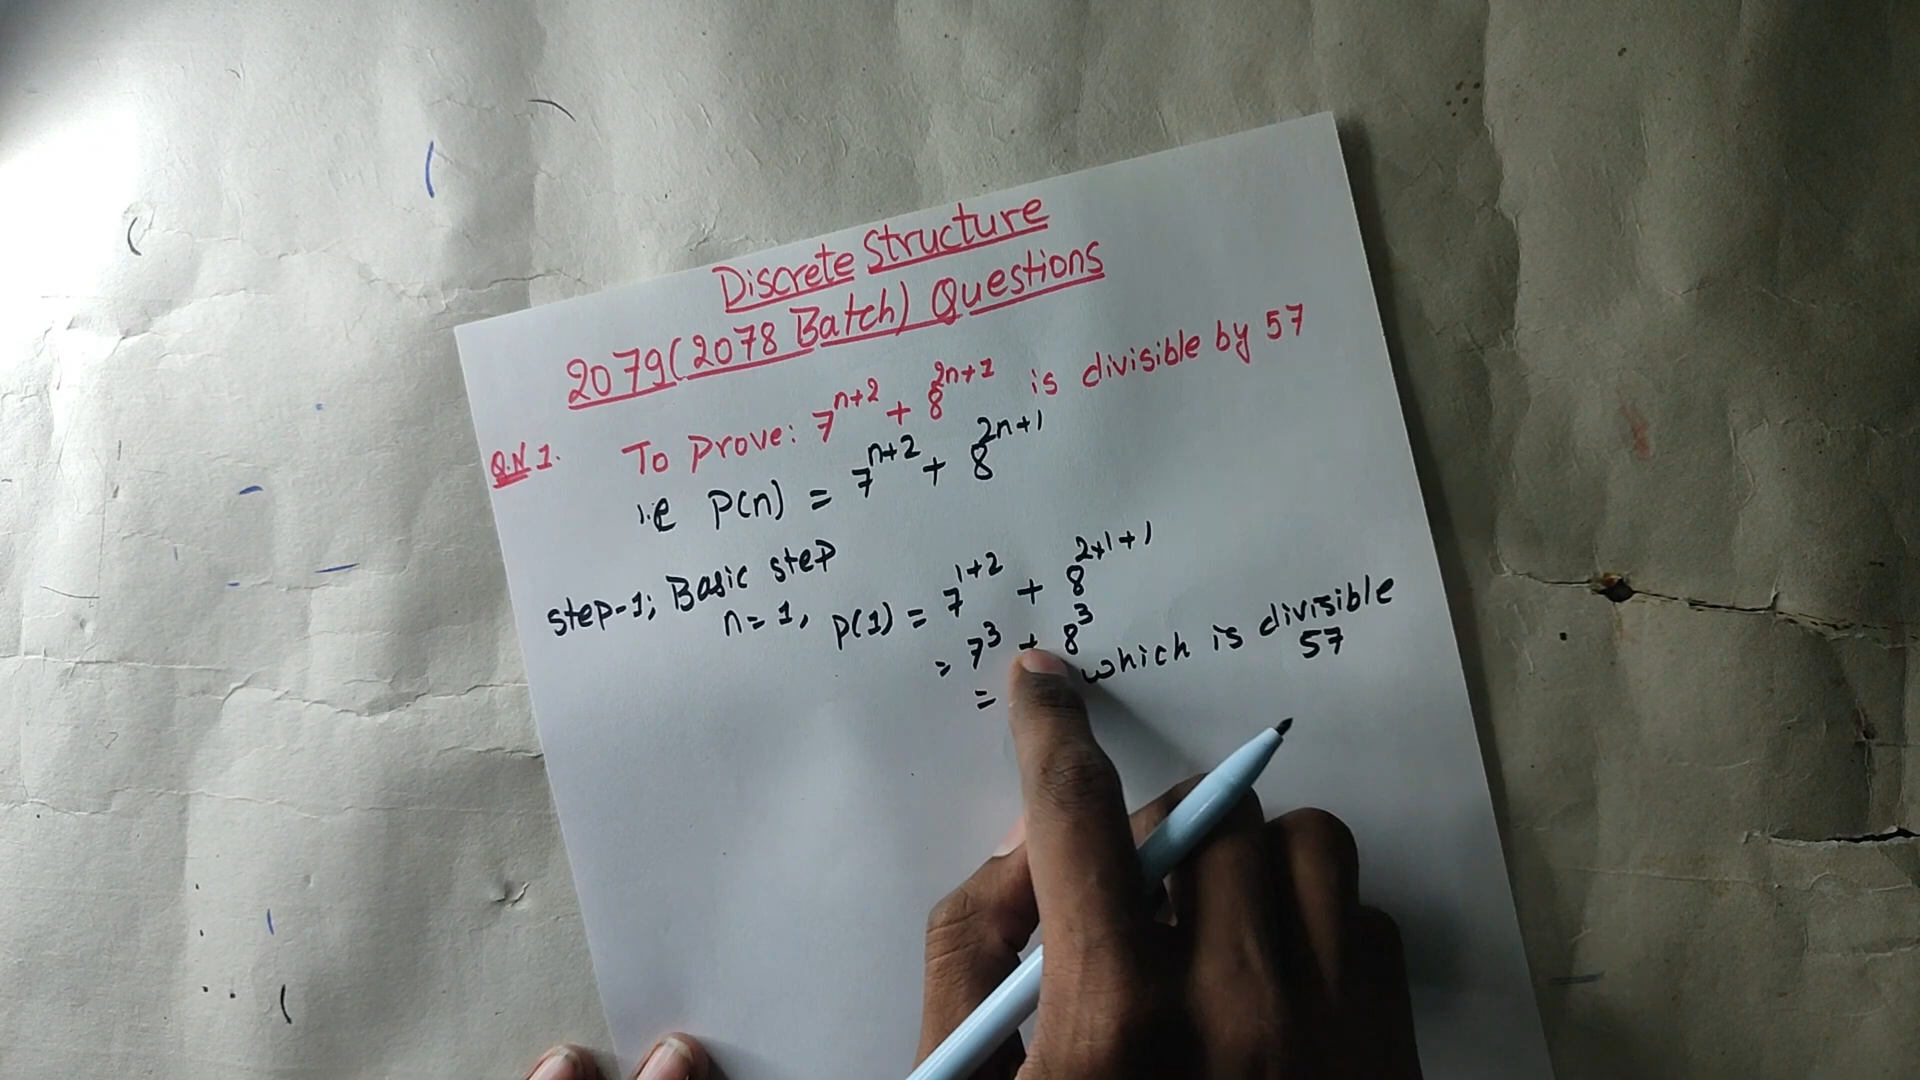 Discrete Structure
2079(2078 Batch) Questions
Q.N 1. To prove: 7^{n+2} + 8^{2n+1} is divisible by 57
i.e P(n) = 7^{n+2} + 8^{2n+1}
step-1; Basic step
n=1, p(1) = 7^{1+2} + 8^{2×1+1}
= 7^3 + 8^3
= which is divisible
57